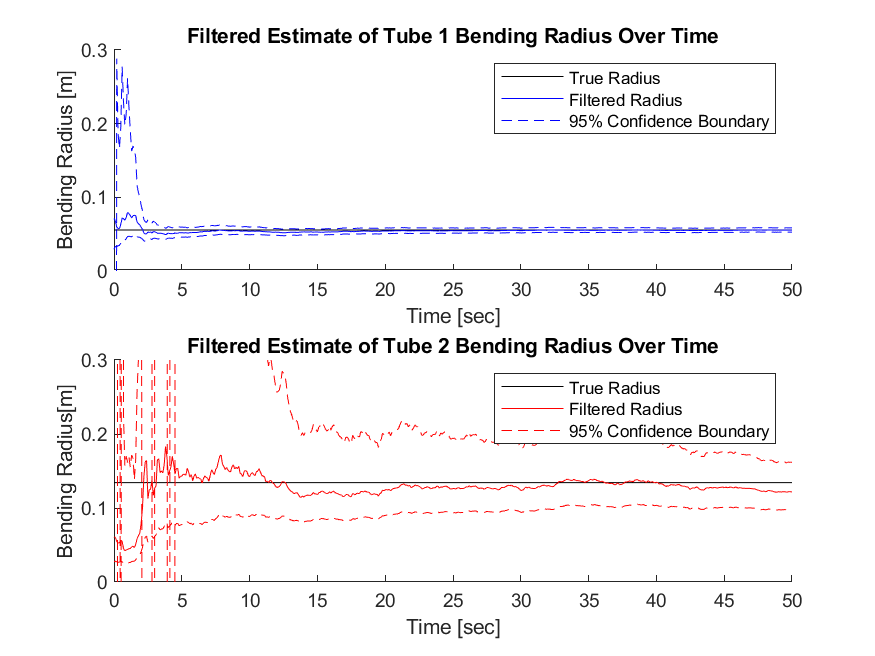 Filtered Estimate of Tube 1 Bending Radius Over Time
Bending Radius [m]
0.3
0.2
0.1
0
True Radius
Filtered Radius
95% Confidence Boundary
0 5 10 15 20 25 30 35 40 45 50
Time [sec]
Filtered Estimate of Tube 2 Bending Radius Over Time
Bending Radius[m]
0.3
0.2
0.1
0
True Radius
Filtered Radius
95% Confidence Boundary
0 5 10 15 20 25 30 35 40 45 50
Time [sec]